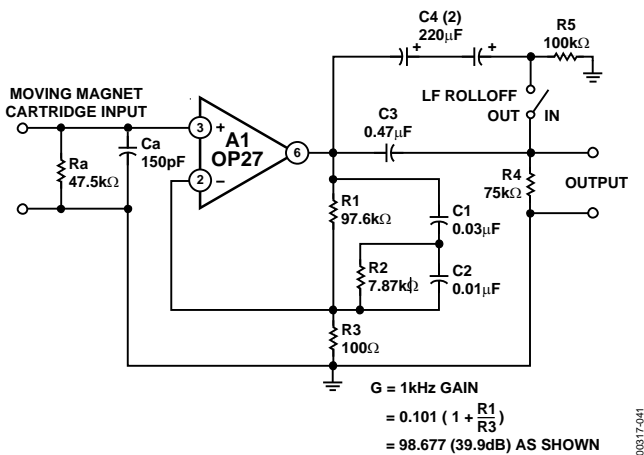 C4 (2)
220μF
R5
100kΩ
MOVING MAGNET
CARTRIDGE INPUT
LF ROLLOFF
OUT
IN
C3
0.47μF
Ca
150pF
Ra
47.5kΩ
3
+
A1
OP27
6
2
–
R1
97.6kΩ
R4
75kΩ
OUTPUT
C1
0.03μF
R2
7.87kΩ
C2
0.01μF
R3
100Ω
+
+
G = 1kHz GAIN
= 0.101 ( 1 + R1/R3 )
= 98.677 (39.9dB) AS SHOWN
00317-041